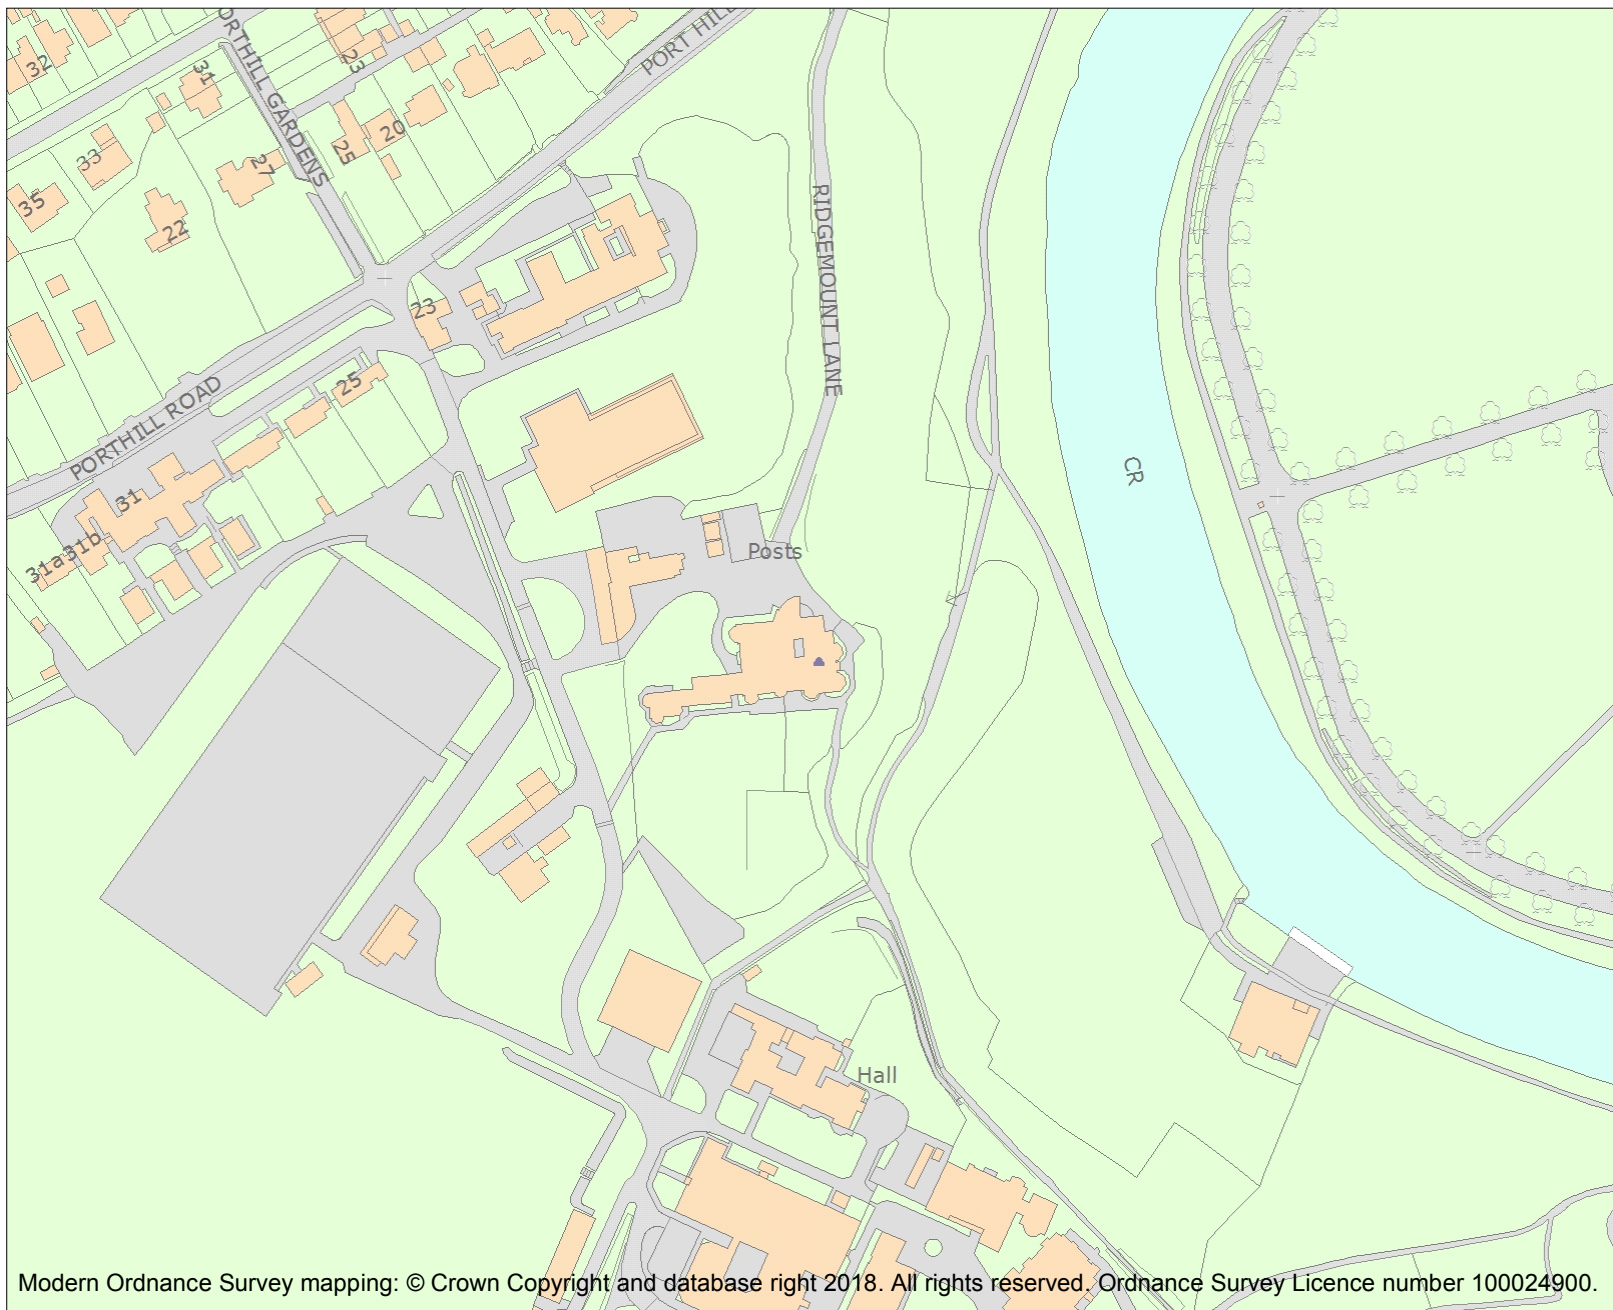 ORTHILL GARDENS
PORT HILL
32
31
23
33
20
25
27
35
22
RIDGEMOUNT LANE
23
25
PORTHILL ROAD
31
31a
31b
CR
Posts
Hall
Modern Ordnance Survey mapping: © Crown Copyright and database right 2018. All rights reserved. Ordnance Survey Licence number 100024900.